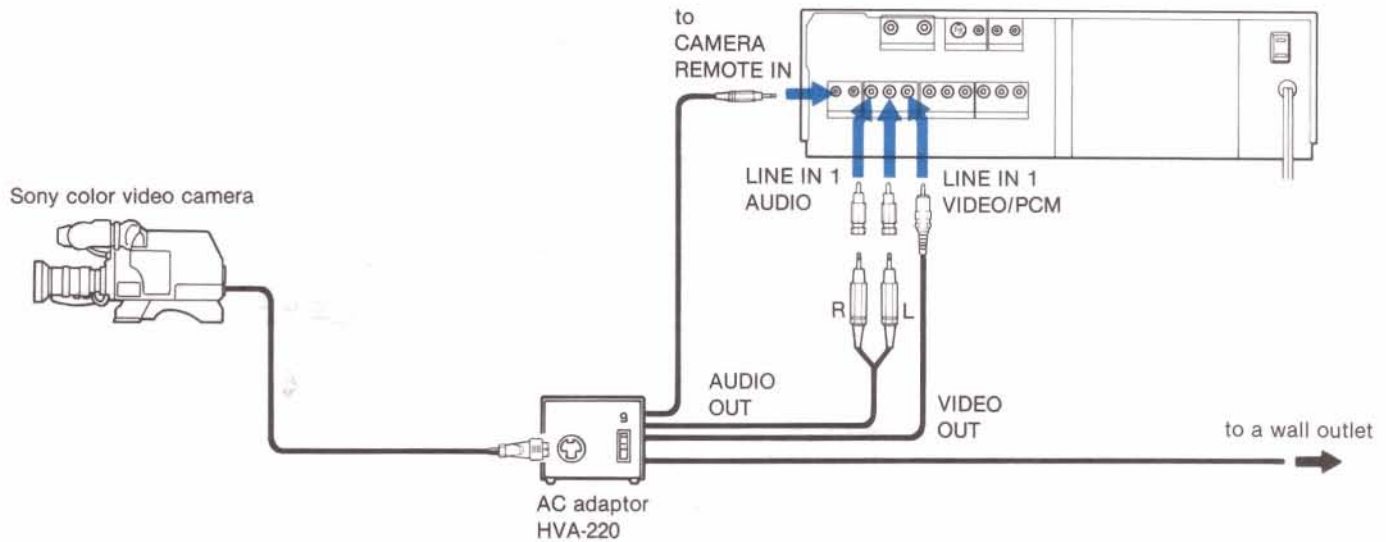 to
CAMERA
REMOTE IN
LINE IN 1
AUDIO
LINE IN 1
VIDEO/PCM
Sony color video camera
R
L
AUDIO
OUT
VIDEO
OUT
to a wall outlet
AC adaptor
HVA-220